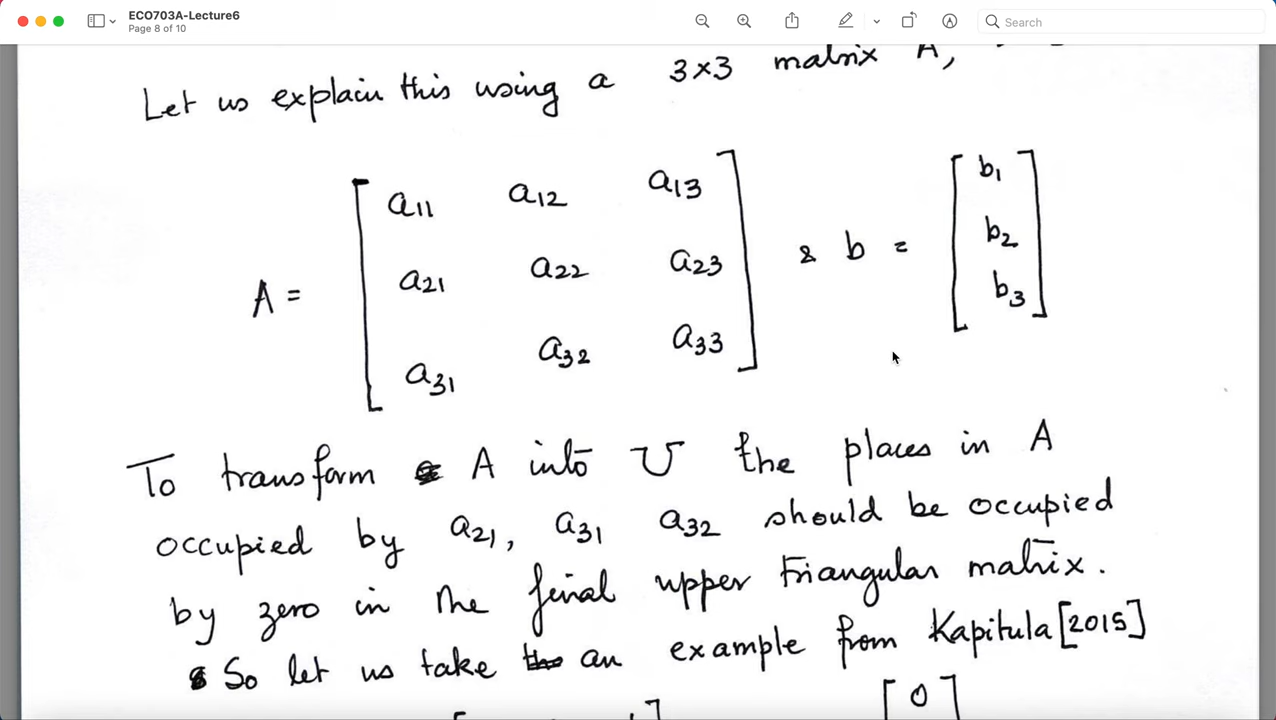 ECO703A-Lecture6
Page 8 of 10
Search
Let us explain this using a 3×3 matrix A,
A = [ a11 a12 a13
a21 a22 a23
a31 a32 a33 ] & b = [ b1
b2
b3 ]
To transform A into U the places in A
occupied by a21, a31 a32 should be occupied
by zero in the final upper triangular matrix.
So let us take an example from Kapitula [2015]
[ 0 ]